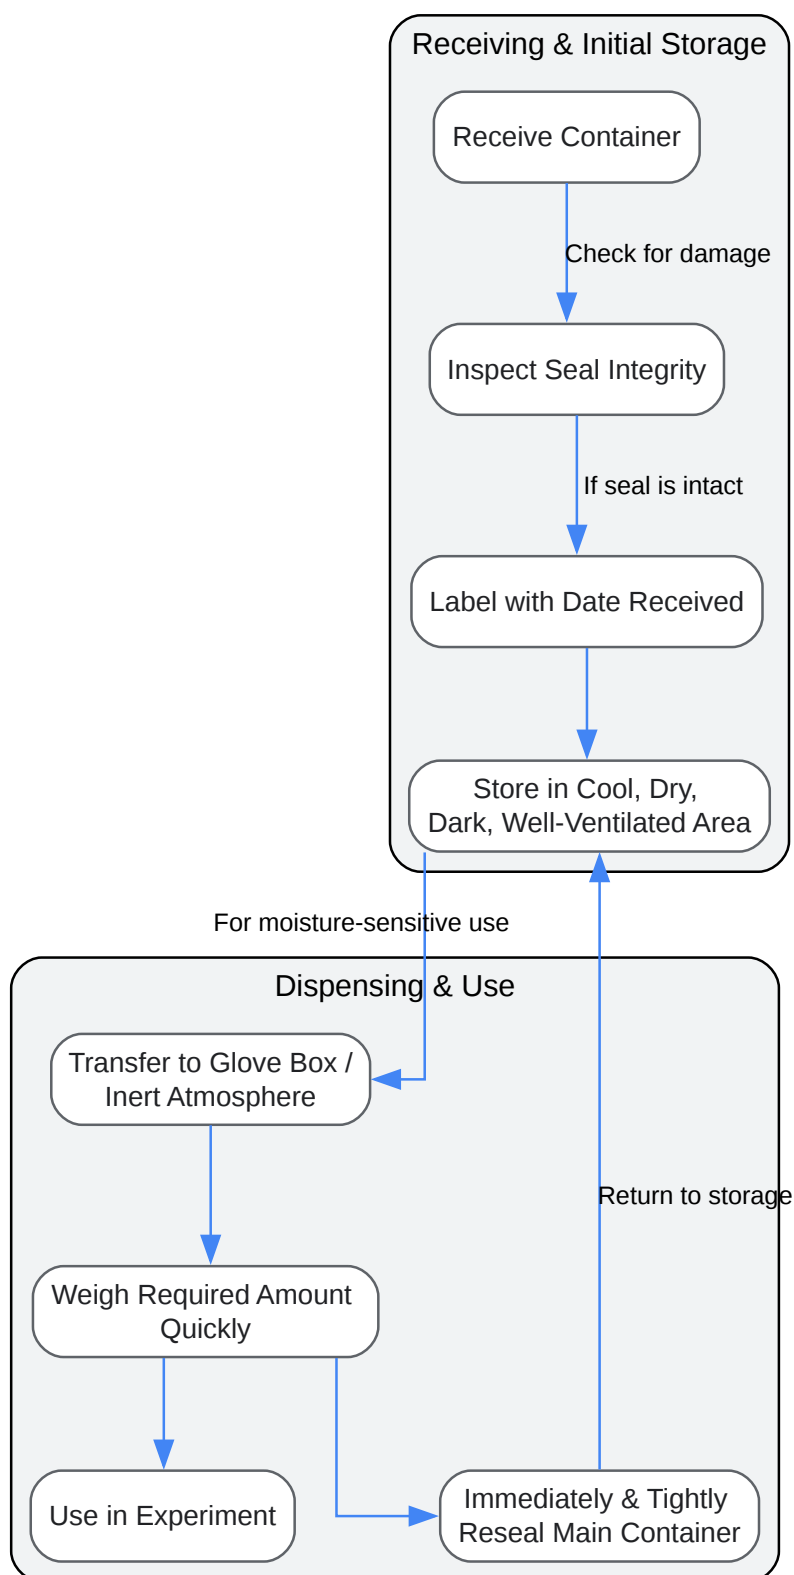 Receiving & Initial Storage
Receive Container
Check for damage
Inspect Seal Integrity
If seal is intact
Label with Date Received
Store in Cool, Dry,
Dark, Well-Ventilated Area
For moisture-sensitive use
Dispensing & Use
Transfer to Glove Box /
Inert Atmosphere
Return to storage
Weigh Required Amount
Quickly
Use in Experiment
Immediately & Tightly
Reseal Main Container